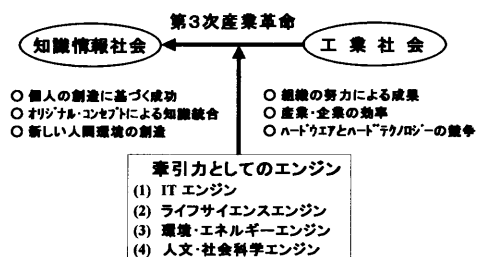 第3次産業革命
知識情報社会
工業社会
○ 個人の創造に基づく成功
○ オリジナル・コンセプトによる知識統合
○ 新しい人間環境の創造
○ 組織の努力による成果
○ 産業・企業の効率
○ ハードウエアとハードテクノロジーの競争
牽引力としてのエンジン
(1) IT エンジン
(2) ライフサイエンスエンジン
(3) 環境・エネルギーエンジン
(4) 人文・社会科学エンジン